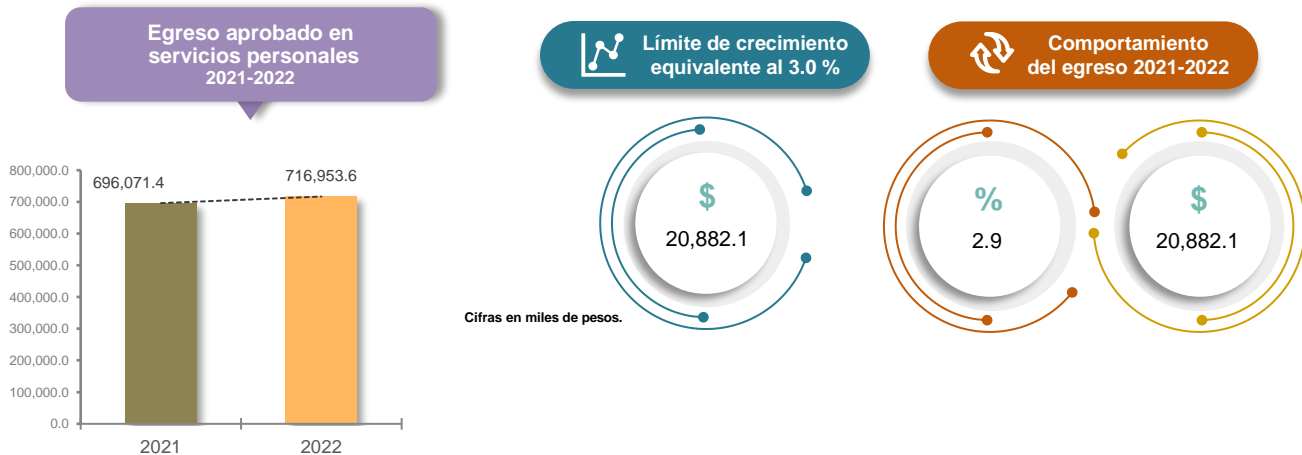 Egreso aprobado en
servicios personales
2021-2022
Límite de crecimiento
equivalente al 3.0 %
Comportamiento
del egreso 2021-2022
800,000.0
700,000.0
600,000.0
500,000.0
400,000.0
300,000.0
200,000.0
100,000.0
0.0
696,071.4
716,953.6
2021
2022
$
20,882.1
%
2.9
$
20,882.1
Cifras en miles de pesos.